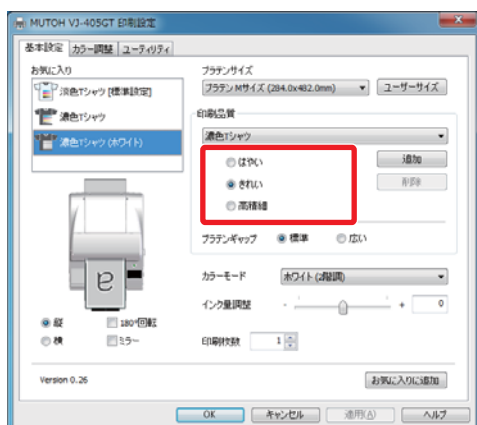 MUTOH VJ-405GT 印刷設定
基本設定 カラー調整 ユーティリティ
お気に入り
淡色Tシャツ [標準設定]
濃色Tシャツ
濃色Tシャツ (ホワイト)
プラテンサイズ
プラテン Mサイズ (284.0x482.0mm) ユーザーサイズ
印刷品質
濃色Tシャツ
はやい
きれい
高精細
追加
削除
プラテンギャップ 標準 広い
カラーモード ホワイト (2階調)
インク量調整 - + 0
印刷枚数 1
a
縦 180°回転
横 ミラー
Version 0.26
お気に入りに追加
OK キャンセル 適用(A) ヘルプ